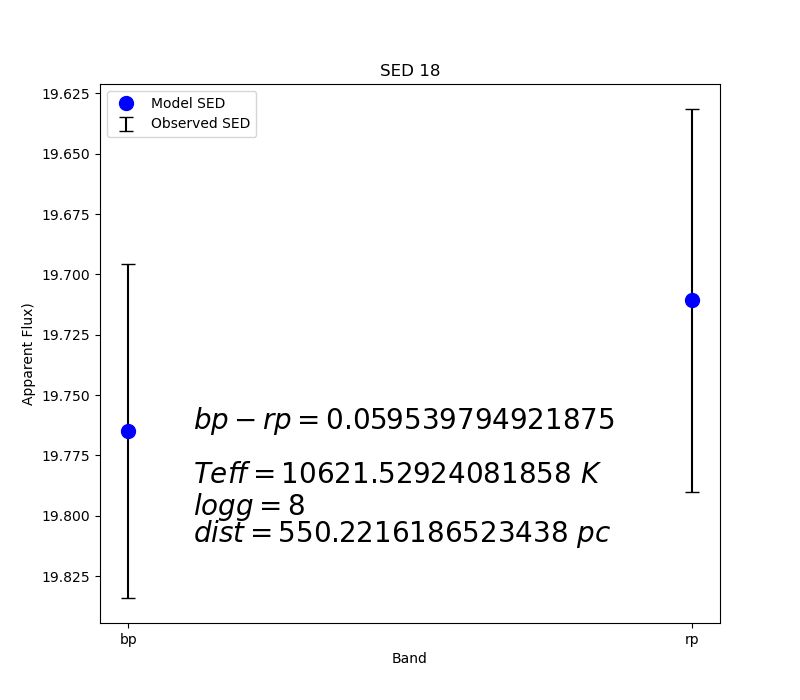 SED 18
Model SED
Observed SED
19.625
19.650
19.675
19.700
19.725
19.750
19.775
19.800
19.825
Apparent Flux)
bp − rp = 0.059539794921875
Teff = 10621.52924081858 K
logg = 8
dist = 550.2216186523438 pc
bp
rp
Band